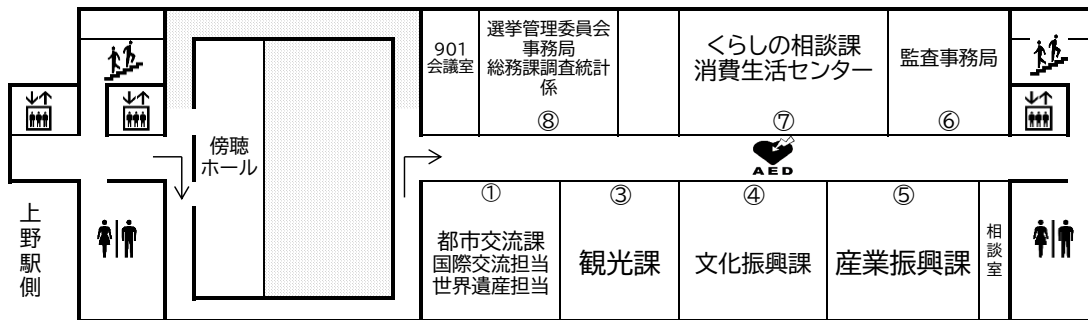 901
会議室
選挙管理委員会
事務局
総務課調査統計
係
⑧
くらしの相談課
消費生活センター
⑦
監査事務局
⑥
傍聴
ホール
AED
上野駅側
①
都市交流課
国際交流担当
世界遺産担当
③
観光課
④
文化振興課
⑤
産業振興課
相談室